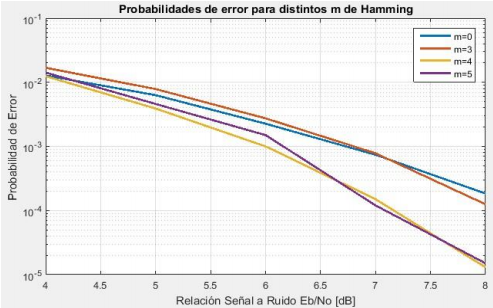 Probabilidades de error para distintos m de Hamming
10^-1
10^-2
10^-3
10^-4
10^-5
Probabilidad de Error
m=0
m=3
m=4
m=5
4 4.5 5 5.5 6 6.5 7 7.5 8
Relación Señal a Ruido Eb/No [dB]